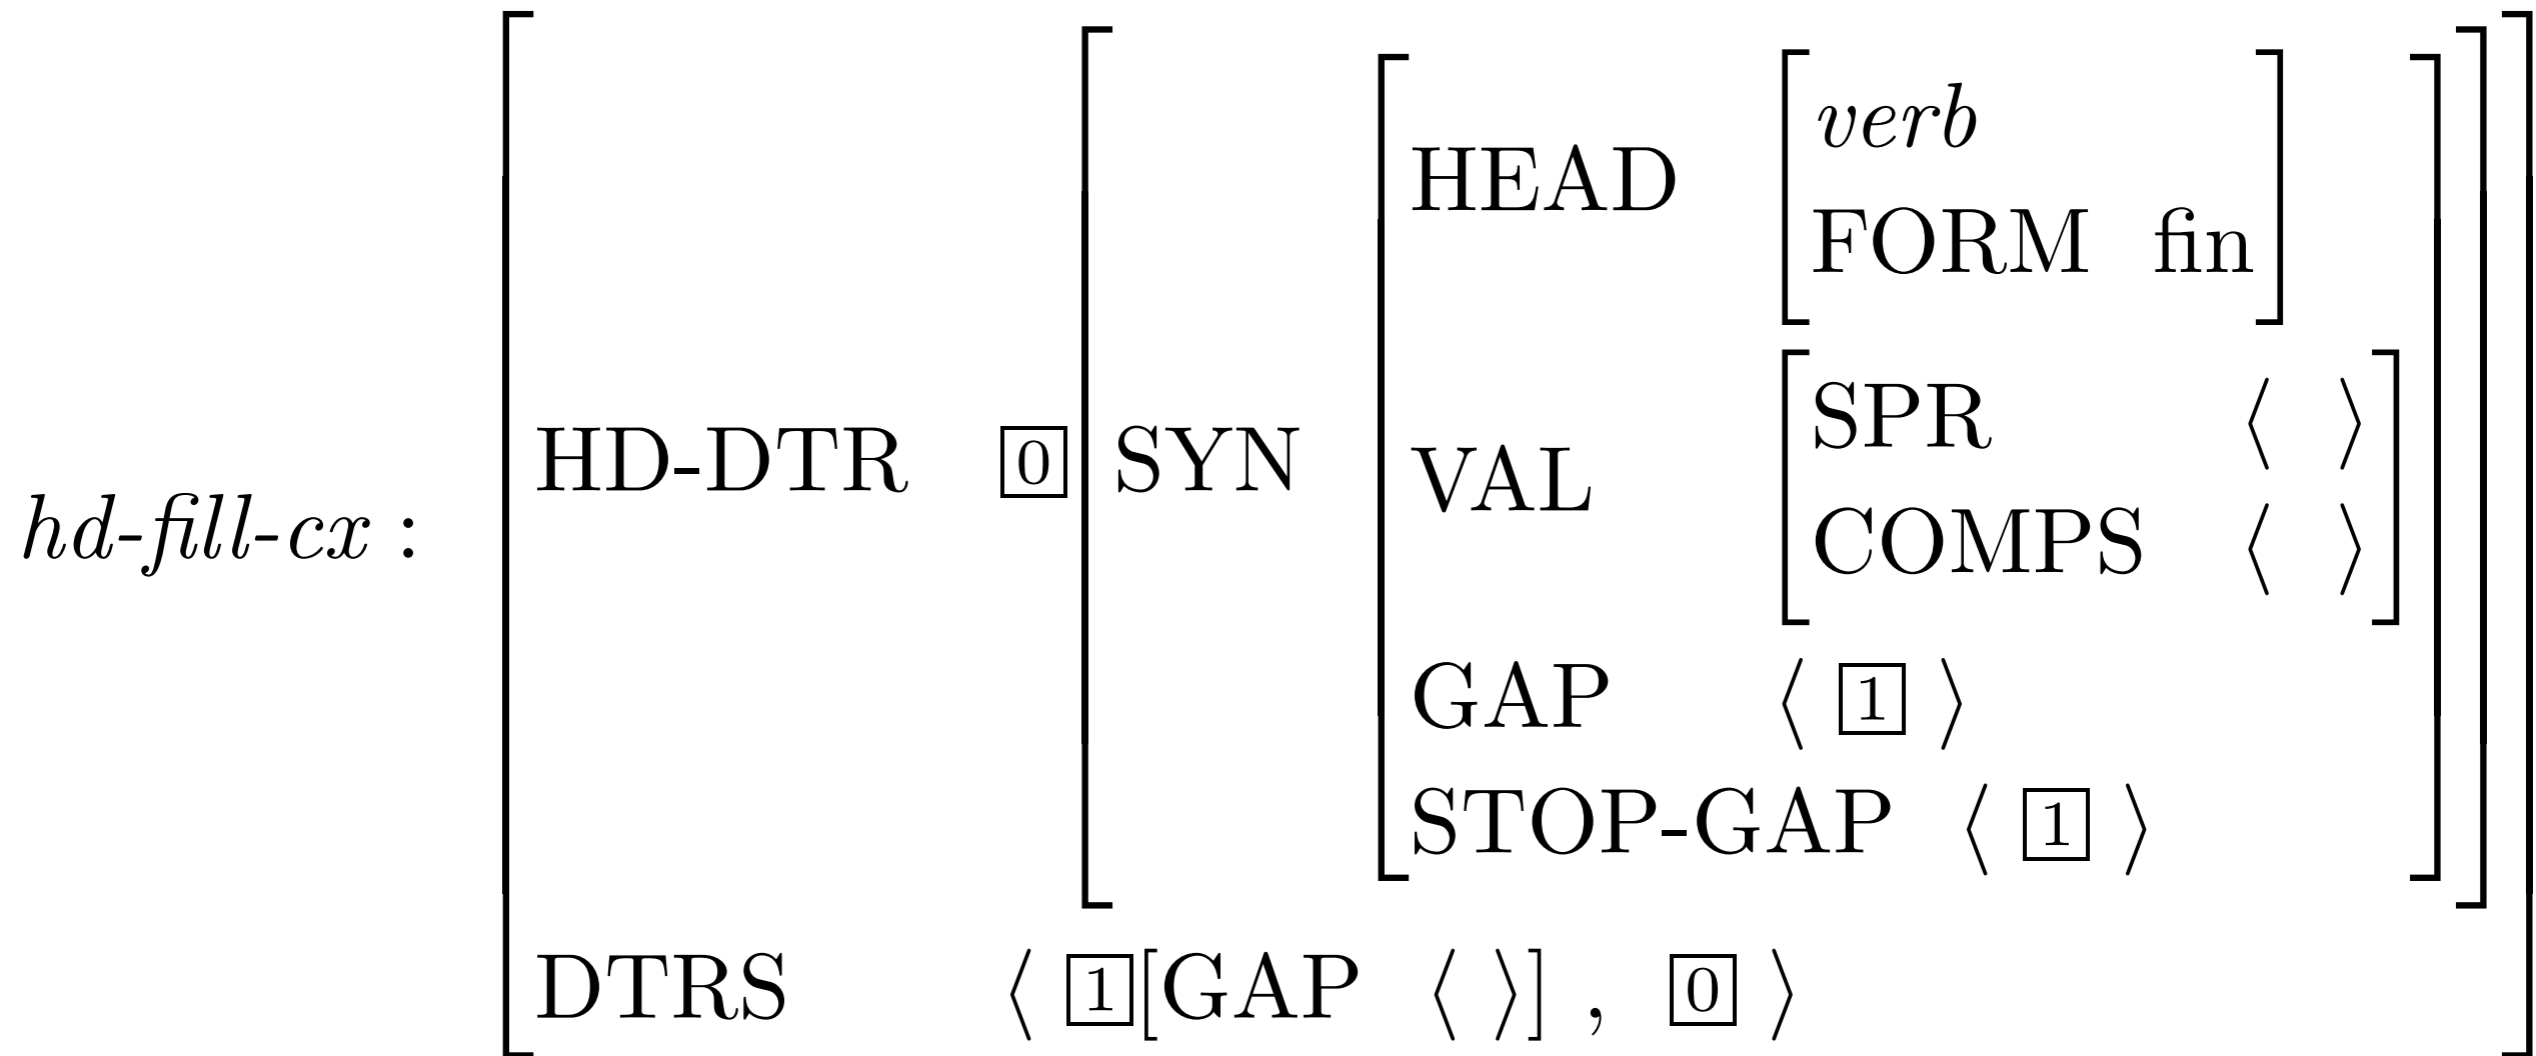 verb
HEAD
FORM fin
SPR ⟨ ⟩
HD-DTR 0 SYN
VAL
hd-fill-cx :
COMPS ⟨ ⟩
GAP ⟨ 1 ⟩
STOP-GAP ⟨ 1 ⟩
DTRS ⟨ 1 [GAP ⟨ ⟩] , 0 ⟩